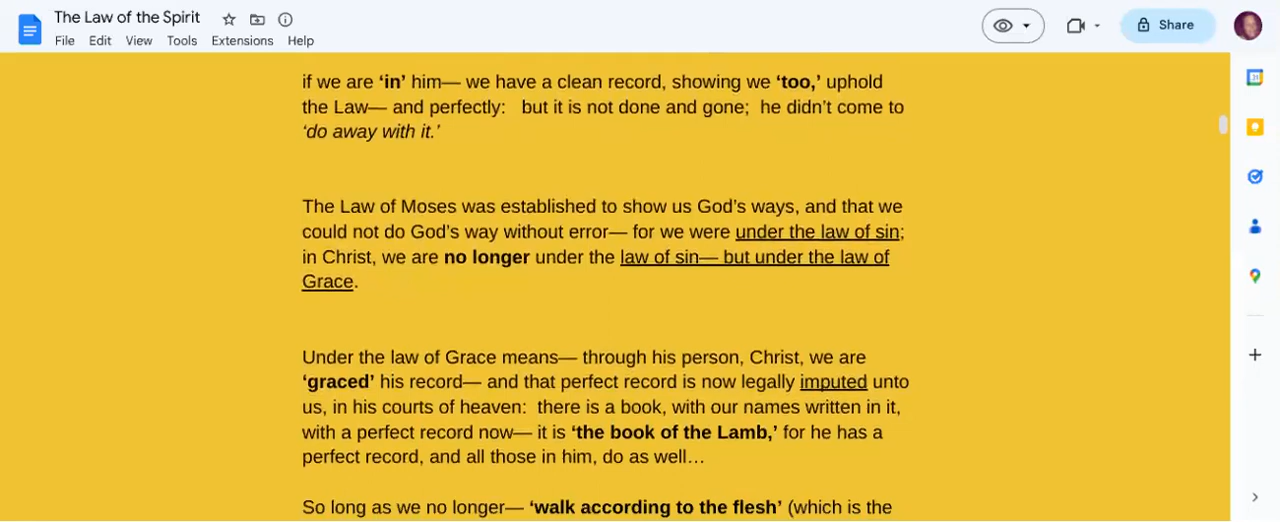 The Law of the Spirit
File Edit View Tools Extensions Help
Share
if we are ‘in’ him— we have a clean record, showing we ‘too,’ uphold
the Law— and perfectly: but it is not done and gone; he didn’t come to
‘do away with it.’
The Law of Moses was established to show us God’s ways, and that we
could not do God’s way without error— for we were under the law of sin;
in Christ, we are no longer under the law of sin— but under the law of
Grace.
Under the law of Grace means— through his person, Christ, we are
‘graced’ his record— and that perfect record is now legally imputed unto
us, in his courts of heaven: there is a book, with our names written in it,
with a perfect record now— it is ‘the book of the Lamb,’ for he has a
perfect record, and all those in him, do as well…
So long as we no longer— ‘walk according to the flesh’ (which is the